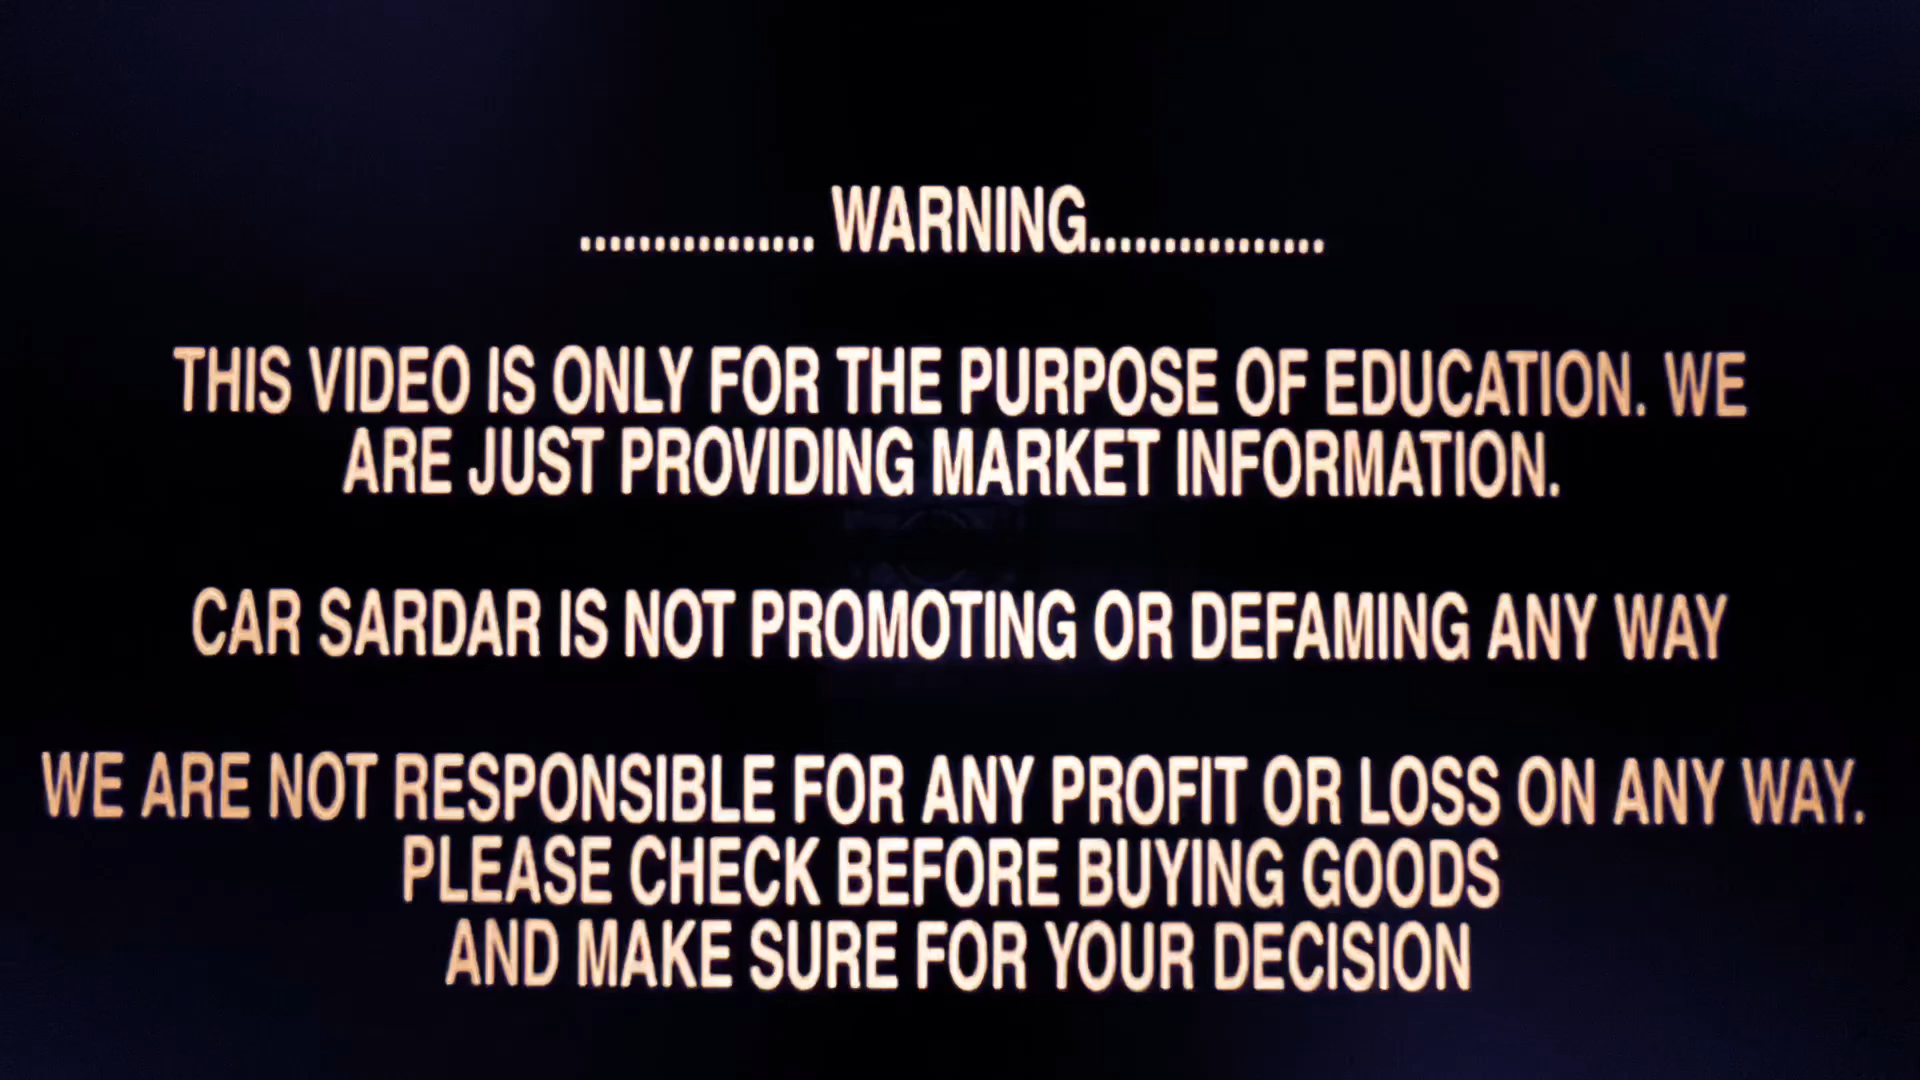 ................ WARNING................
THIS VIDEO IS ONLY FOR THE PURPOSE OF EDUCATION. WE
ARE JUST PROVIDING MARKET INFORMATION.
CAR SARDAR IS NOT PROMOTING OR DEFAMING ANY WAY
WE ARE NOT RESPONSIBLE FOR ANY PROFIT OR LOSS ON ANY WAY.
PLEASE CHECK BEFORE BUYING GOODS
AND MAKE SURE FOR YOUR DECISION